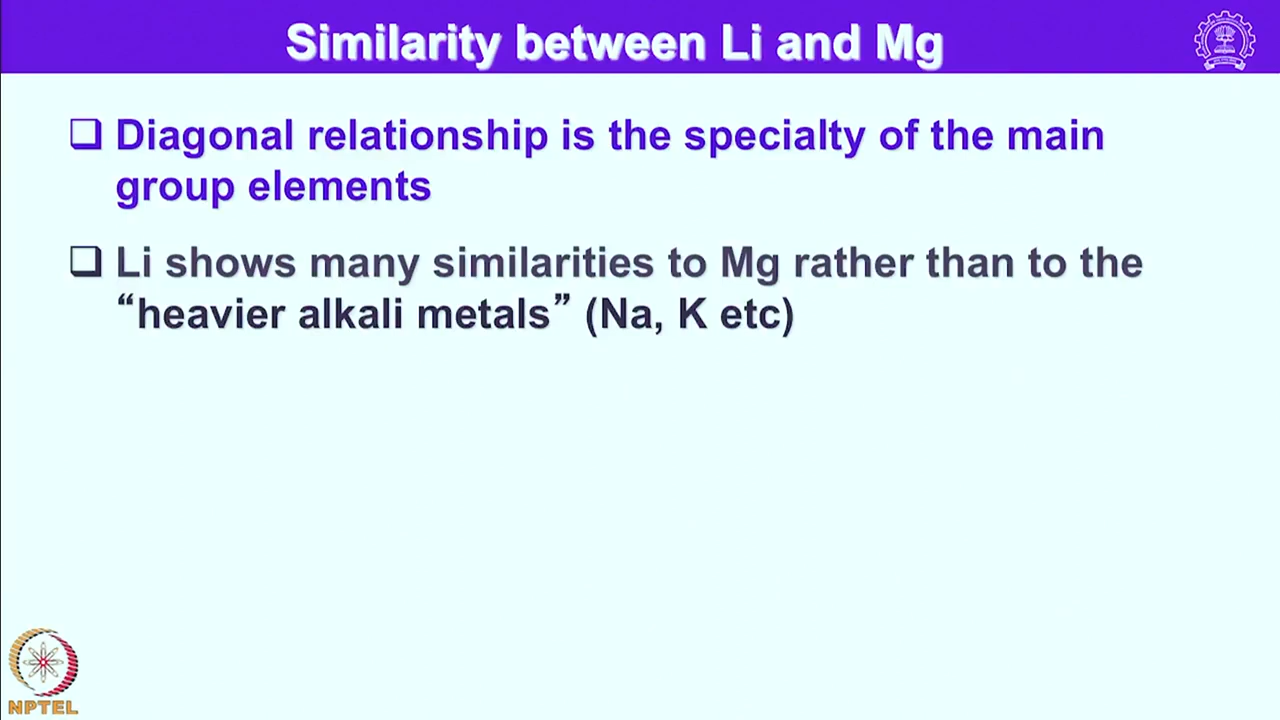 Similarity between Li and Mg
❑ Diagonal relationship is the specialty of the main
group elements
❑ Li shows many similarities to Mg rather than to the
“heavier alkali metals” (Na, K etc)
NPTEL